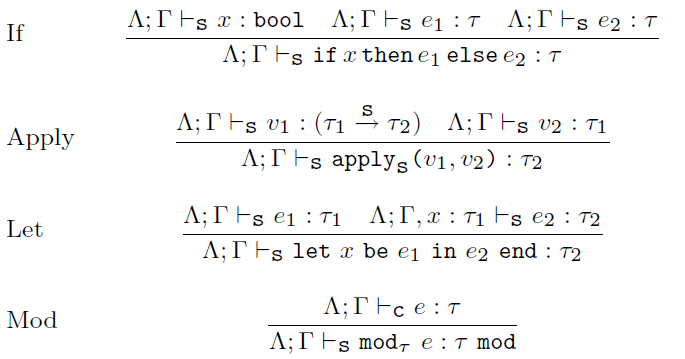 If Λ; Γ ⊢S x : bool Λ; Γ ⊢S e1 : τ Λ; Γ ⊢S e2 : τ
Λ; Γ ⊢S if x then e1 else e2 : τ
Apply Λ; Γ ⊢S v1 : (τ1 S→ τ2) Λ; Γ ⊢S v2 : τ1
Λ; Γ ⊢S applyS(v1, v2) : τ2
Let Λ; Γ ⊢S e1 : τ1 Λ; Γ, x : τ1 ⊢S e2 : τ2
Λ; Γ ⊢S let x be e1 in e2 end : τ2
Mod Λ; Γ ⊢C e : τ
Λ; Γ ⊢S modτ e : τ mod